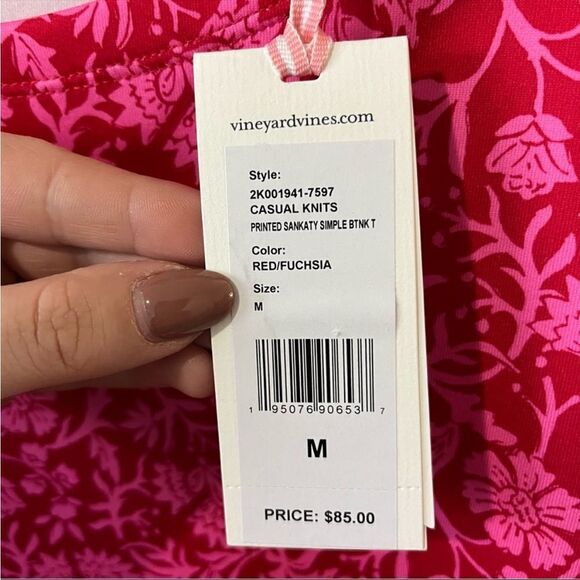 vineyardvines.com
Style:
2K001941-7597
CASUAL KNITS
PRINTED SANKATY SIMPLE BTNK T
Color:
RED/FUCHSIA
Size:
M
1 95076 90653 7
M
PRICE: $85.00